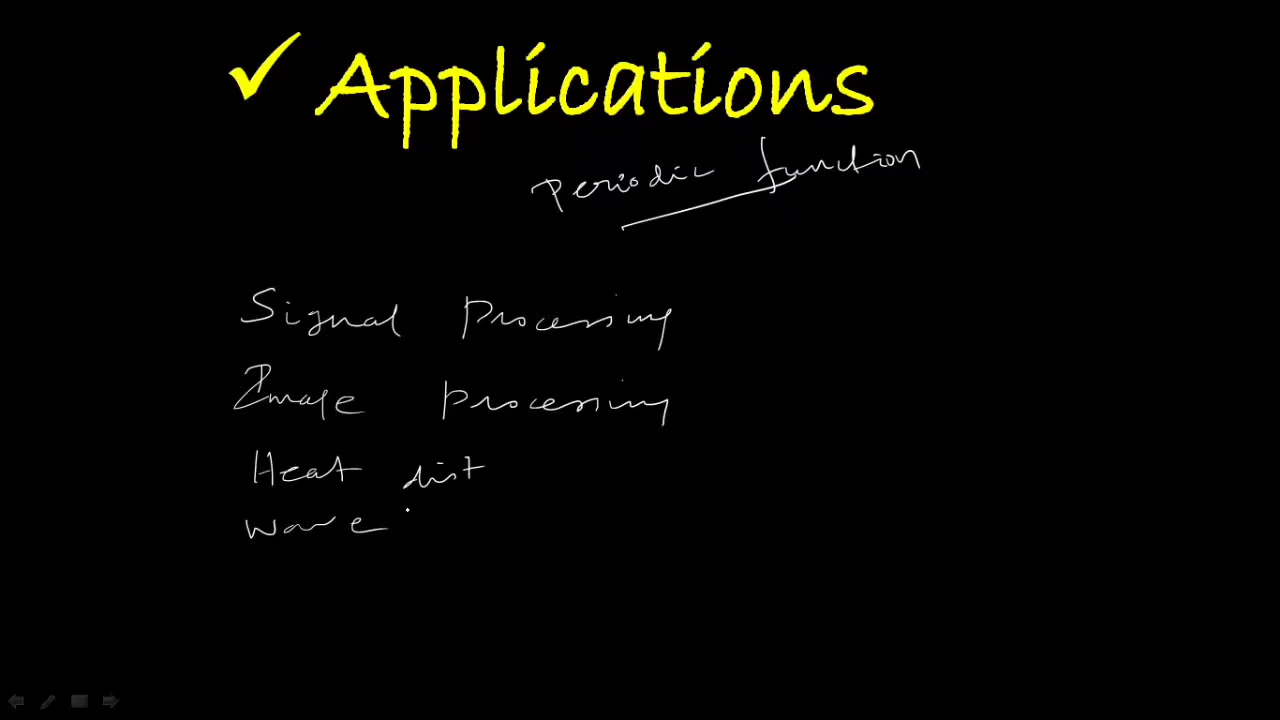 ✓ Applications
Periodic function
Signal Processing
Image processing
Heat dist
wave